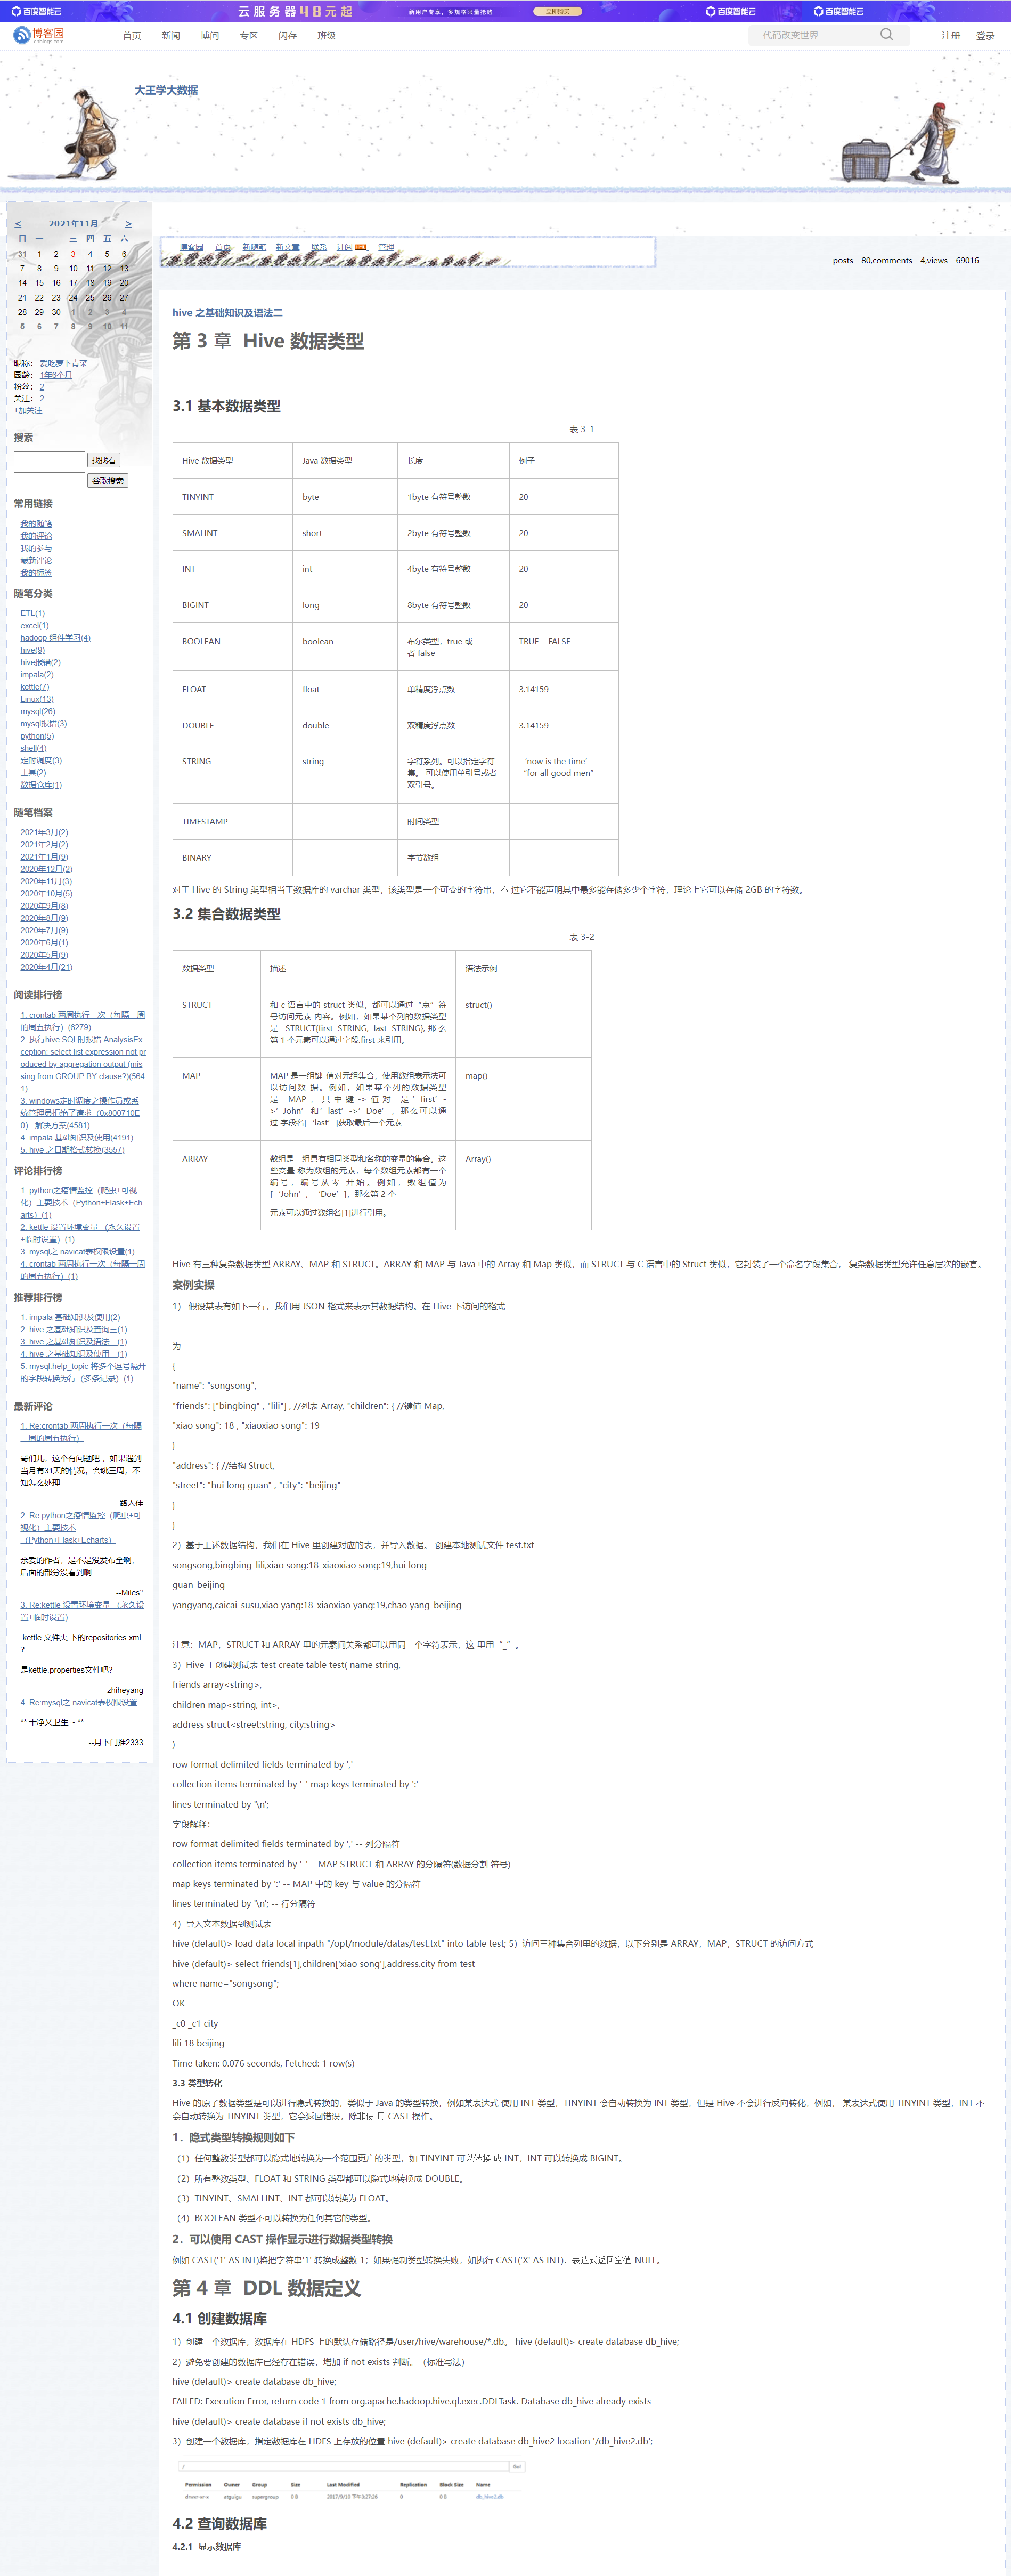 百度智能云
云服务器48元起
新用户专享，多规格限量抢购
立即购买
百度智能云
百度智能云
博客园
cnblogs.com
首页 新闻 博问 专区 闪存 班级
代码改变世界
注册 登录
大王学大数据
< 2021年11月 >
日 一 二 三 四 五 六
31 1 2 3 4 5 6
7 8 9 10 11 12 13
14 15 16 17 18 19 20
21 22 23 24 25 26 27
28 29 30 1 2 3 4
5 6 7 8 9 10 11
昵称： 爱吃萝卜青菜
园龄： 1年6个月
粉丝： 2
关注： 2
+加关注
搜索
找找看
谷歌搜索
常用链接
我的随笔
我的评论
我的参与
最新评论
我的标签
随笔分类
ETL(1)
excel(1)
hadoop 组件学习(4)
hive(9)
hive报错(2)
impala(2)
kettle(7)
Linux(13)
mysql(26)
mysql报错(3)
python(5)
shell(4)
定时调度(3)
工具(2)
数据仓库(1)
随笔档案
2021年3月(2)
2021年2月(2)
2021年1月(9)
2020年12月(2)
2020年11月(3)
2020年10月(5)
2020年9月(8)
2020年8月(9)
2020年7月(9)
2020年6月(1)
2020年5月(9)
2020年4月(21)
阅读排行榜
1. crontab 两周执行一次（每隔一周
的周五执行）(6279)
2. 执行hive SQL时报错 AnalysisEx
ception: select list expression not pr
oduced by aggregation output (mis
sing from GROUP BY clause?)(564
1)
3. windows定时调度之操作员或系
统管理员拒绝了请求（0x800710E
0） 解决方案(4581)
4. impala 基础知识及使用(4191)
5. hive 之日期格式转换(3557)
评论排行榜
1. python之疫情监控（爬虫+可视
化）主要技术（Python+Flask+Ech
arts）(1)
2. kettle 设置环境变量 （永久设置
+临时设置）(1)
3. mysql之 navicat表权限设置(1)
4. crontab 两周执行一次（每隔一周
的周五执行）(1)
推荐排行榜
1. impala 基础知识及使用(2)
2. hive 之基础知识及查询三(1)
3. hive 之基础知识及语法二(1)
4. hive 之基础知识及使用一(1)
5. mysql.help_topic 将多个逗号隔开
的字段转换为行（多条记录）(1)
最新评论
1. Re:crontab 两周执行一次（每隔
一周的周五执行）
哥们儿，这个有问题吧 ，如果遇到
当月有31天的情况，会眺三周，不
知怎么处理
--路人佳
2. Re:python之疫情监控（爬虫+可
视化）主要技术
（Python+Flask+Echarts）
亲爱的作者，是不是没发布全啊，
后面的部分没看到啊
--Miles"
3. Re:kettle 设置环境变量 （永久设
置+临时设置）
.kettle 文件夹 下的repositories.xml
？
是kettle.properties文件吧?
--zhiheyang
4. Re:mysql之 navicat表权限设置
** 干净又卫生 ~ **
--月下门推2333
博客园 首页 新随笔 新文章 联系 订阅 管理
posts - 80,comments - 4,views - 69016
hive 之基础知识及语法二
第 3 章 Hive 数据类型
3.1 基本数据类型
表 3-1
Hive 数据类型 Java 数据类型 长度 例子
TINYINT byte 1byte 有符号整数 20
SMALINT short 2byte 有符号整数 20
INT int 4byte 有符号整数 20
BIGINT long 8byte 有符号整数 20
BOOLEAN boolean 布尔类型，true 或 TRUE FALSE
者 false
FLOAT float 单精度浮点数 3.14159
DOUBLE double 双精度浮点数 3.14159
STRING string 字符系列。可以指定字符 'now is the time'
集。 可以使用单引号或者 "for all good men"
双引号。
TIMESTAMP 时间类型
BINARY 字节数组
对于 Hive 的 String 类型相当于数据库的 varchar 类型，该类型是一个可变的字符串，不 过它不能声明其中最多能存储多少个字符，理论上它可以存储 2GB 的字符数。
3.2 集合数据类型
表 3-2
数据类型 描述 语法示例
STRUCT 和 c 语言中的 struct 类似，都可以通过 “点” 符 struct()
号访问元素 内容。例如，如果某个列的数据类型
是 STRUCT{first STRING, last STRING}, 那 么
第 1 个元素可以通过字段.first 来引用。
MAP MAP 是一组键-值对元组集合，使用数组表示法可 map()
以访问数 据。例如，如果某个列的数据类型
是 MAP，其 中 键 -> 值 对 是 ' first' -
>' John' 和 ' last' ->' Doe' ， 那么可以通
过 字段名[ ‘last’ ]获取最后一个元素
ARRAY 数组是一组具有相同类型和名称的变量的集合。这 Array()
些变量 称为数组的元素，每个数组元素都有一个
编号，编号从零 开始。例如，数组值为
[ ‘John’ ， ‘Doe’ ]，那么第 2 个
元素可以通过数组名[1]进行引用。
Hive 有三种复杂数据类型 ARRAY、MAP 和 STRUCT。ARRAY 和 MAP 与 Java 中的 Array 和 Map 类似，而 STRUCT 与 C 语言中的 Struct 类似，它封装了一个命名字段集合， 复杂数据类型允许任意层次的嵌套。
案例实操
1） 假设某表有如下一行，我们用 JSON 格式来表示其数据结构。在 Hive 下访问的格式
为
{
"name": "songsong",
"friends": ["bingbing" , "lili"] , //列表 Array, "children": { //键值 Map,
"xiao song": 18 , "xiaoxiao song": 19
}
"address": { //结构 Struct,
"street": "hui long guan" , "city": "beijing"
}
}
2）基于上述数据结构，我们在 Hive 里创建对应的表，并导入数据。 创建本地测试文件 test.txt
songsong,bingbing_lili,xiao song:18_xiaoxiao song:19,hui long
guan_beijing
yangyang,caicai_susu,xiao yang:18_xiaoxiao yang:19,chao yang_beijing
注意：MAP，STRUCT 和 ARRAY 里的元素间关系都可以用同一个字符表示，这 里用 “_” 。
3）Hive 上创建测试表 test create table test( name string,
friends array<string>,
children map<string, int>,
address struct<street:string, city:string>
)
row format delimited fields terminated by ','
collection items terminated by '_' map keys terminated by ':'
lines terminated by '\n';
字段解释：
row format delimited fields terminated by ',' -- 列分隔符
collection items terminated by '_' --MAP STRUCT 和 ARRAY 的分隔符(数据分割 符号)
map keys terminated by ':' -- MAP 中的 key 与 value 的分隔符
lines terminated by '\n'; -- 行分隔符
4）导入文本数据到测试表
hive (default)> load data local inpath "/opt/module/datas/test.txt" into table test; 5）访问三种集合列里的数据，以下分别是 ARRAY，MAP，STRUCT 的访问方式
hive (default)> select friends[1],children['xiao song'],address.city from test
where name="songsong";
OK
_c0 _c1 city
lili 18 beijing
Time taken: 0.076 seconds, Fetched: 1 row(s)
3.3 类型转化
Hive 的原子数据类型是可以进行隐式转换的，类似于 Java 的类型转换，例如某表达式 使用 INT 类型，TINYINT 会自动转换为 INT 类型，但是 Hive 不会进行反向转化，例如， 某表达式使用 TINYINT 类型，INT 不
会自动转换为 TINYINT 类型，它会返回错误，除非使 用 CAST 操作。
1．隐式类型转换规则如下
（1）任何整数类型都可以隐式地转换为一个范围更广的类型，如 TINYINT 可以转换 成 INT，INT 可以转换成 BIGINT。
（2）所有整数类型、FLOAT 和 STRING 类型都可以隐式地转换成 DOUBLE。
（3）TINYINT、SMALLINT、INT 都可以转换为 FLOAT。
（4）BOOLEAN 类型不可以转换为任何其它的类型。
2．可以使用 CAST 操作显示进行数据类型转换
例如 CAST('1' AS INT)将把字符串'1' 转换成整数 1；如果强制类型转换失败，如执行 CAST('X' AS INT)，表达式返回空值 NULL。
第 4 章 DDL 数据定义
4.1 创建数据库
1）创建一个数据库，数据库在 HDFS 上的默认存储路径是/user/hive/warehouse/*.db。 hive (default)> create database db_hive;
2）避免要创建的数据库已经存在错误，增加 if not exists 判断。（标准写法）
hive (default)> create database db_hive;
FAILED: Execution Error, return code 1 from org.apache.hadoop.hive.ql.exec.DDLTask. Database db_hive already exists
hive (default)> create database if not exists db_hive;
3）创建一个数据库，指定数据库在 HDFS 上存放的位置 hive (default)> create database db_hive2 location '/db_hive2.db';
/ Go!
Permission Owner Group Size Last Modified Replication Block Size Name
drwxr-xr-x atguigu supergroup 0 B 2017/9/10 下午3:27:26 0 0 B db_hive2.db
4.2 查询数据库
4.2.1 显示数据库